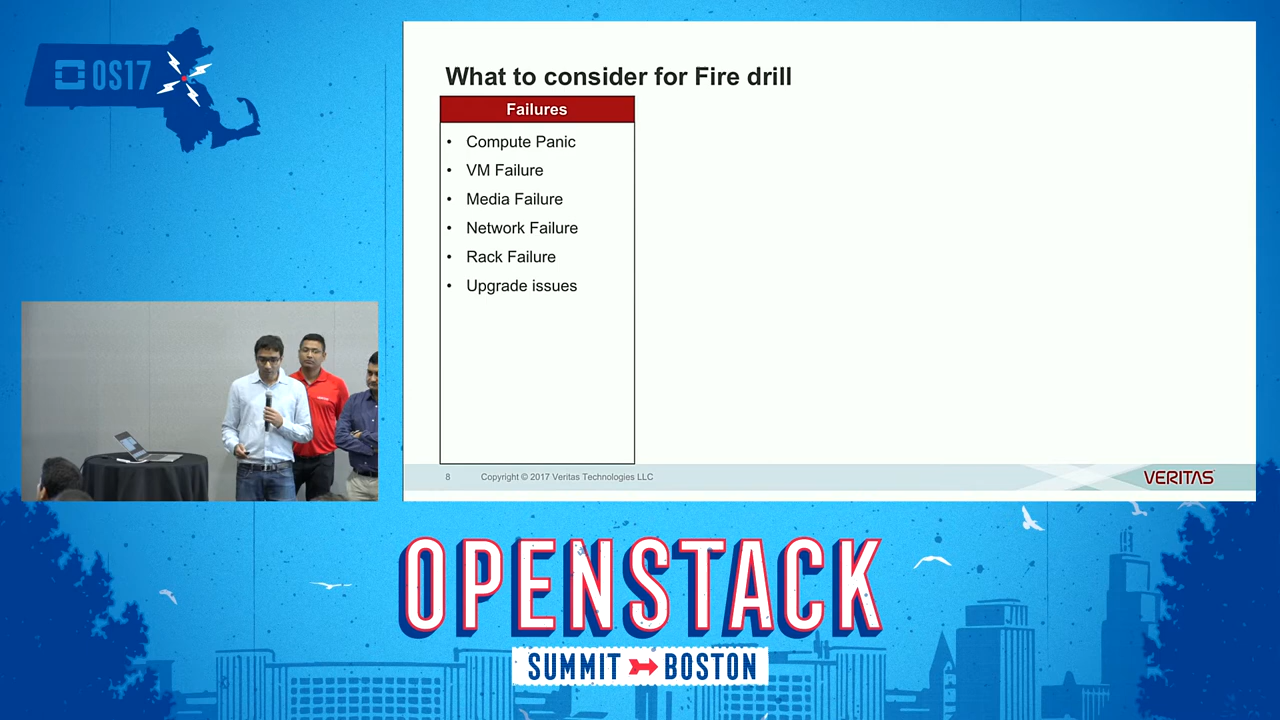 OS17
What to consider for Fire drill
Failures
• Compute Panic
• VM Failure
• Media Failure
• Network Failure
• Rack Failure
• Upgrade issues
8 Copyright © 2017 Veritas Technologies LLC
VERITAS
OPENSTACK
SUMMIT BOSTON